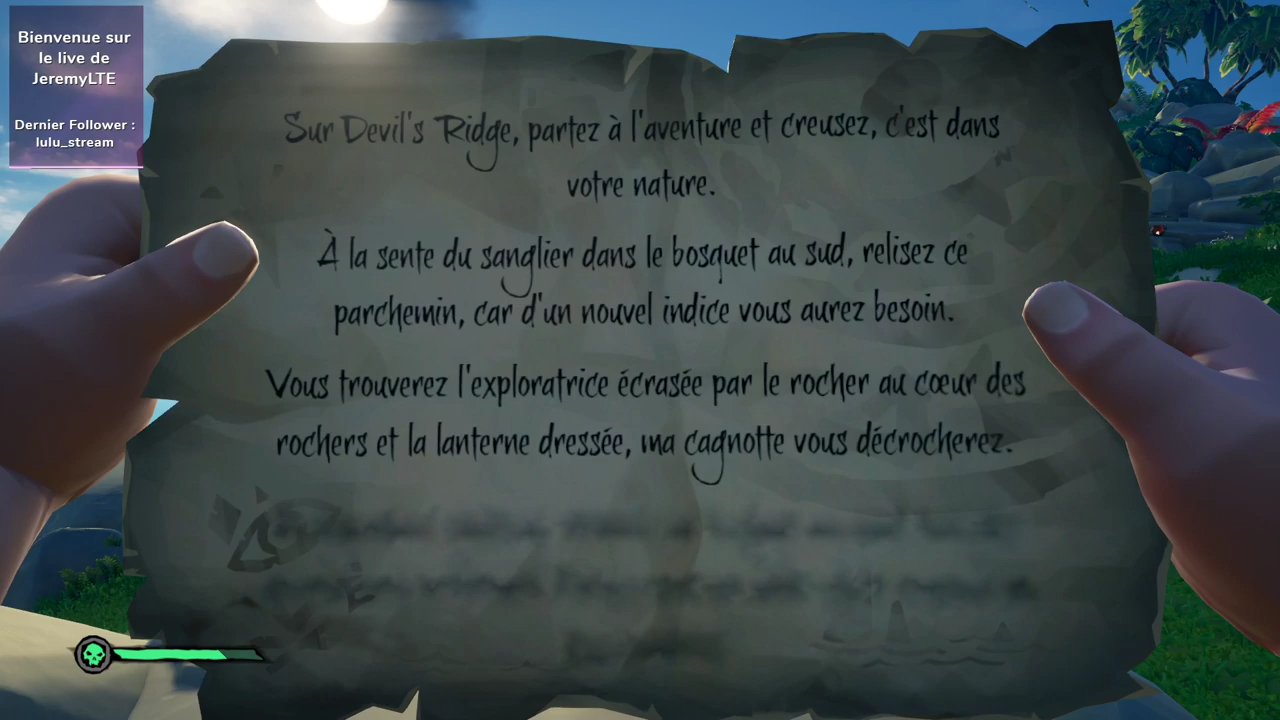 Bienvenue sur
le live de
JeremyLTE
Dernier Follower :
lulu_stream
Sur Devil's Ridge, partez à l'aventure et creusez, c'est dans
votre nature.
À la sente du sanglier dans le bosquet au sud, relisez ce
parchemin, car d'un nouvel indice vous aurez besoin.
Vous trouverez l'exploratrice écrasée par le rocher au cœur des
rochers et la lanterne dressée, ma cagnotte vous décrocherez.